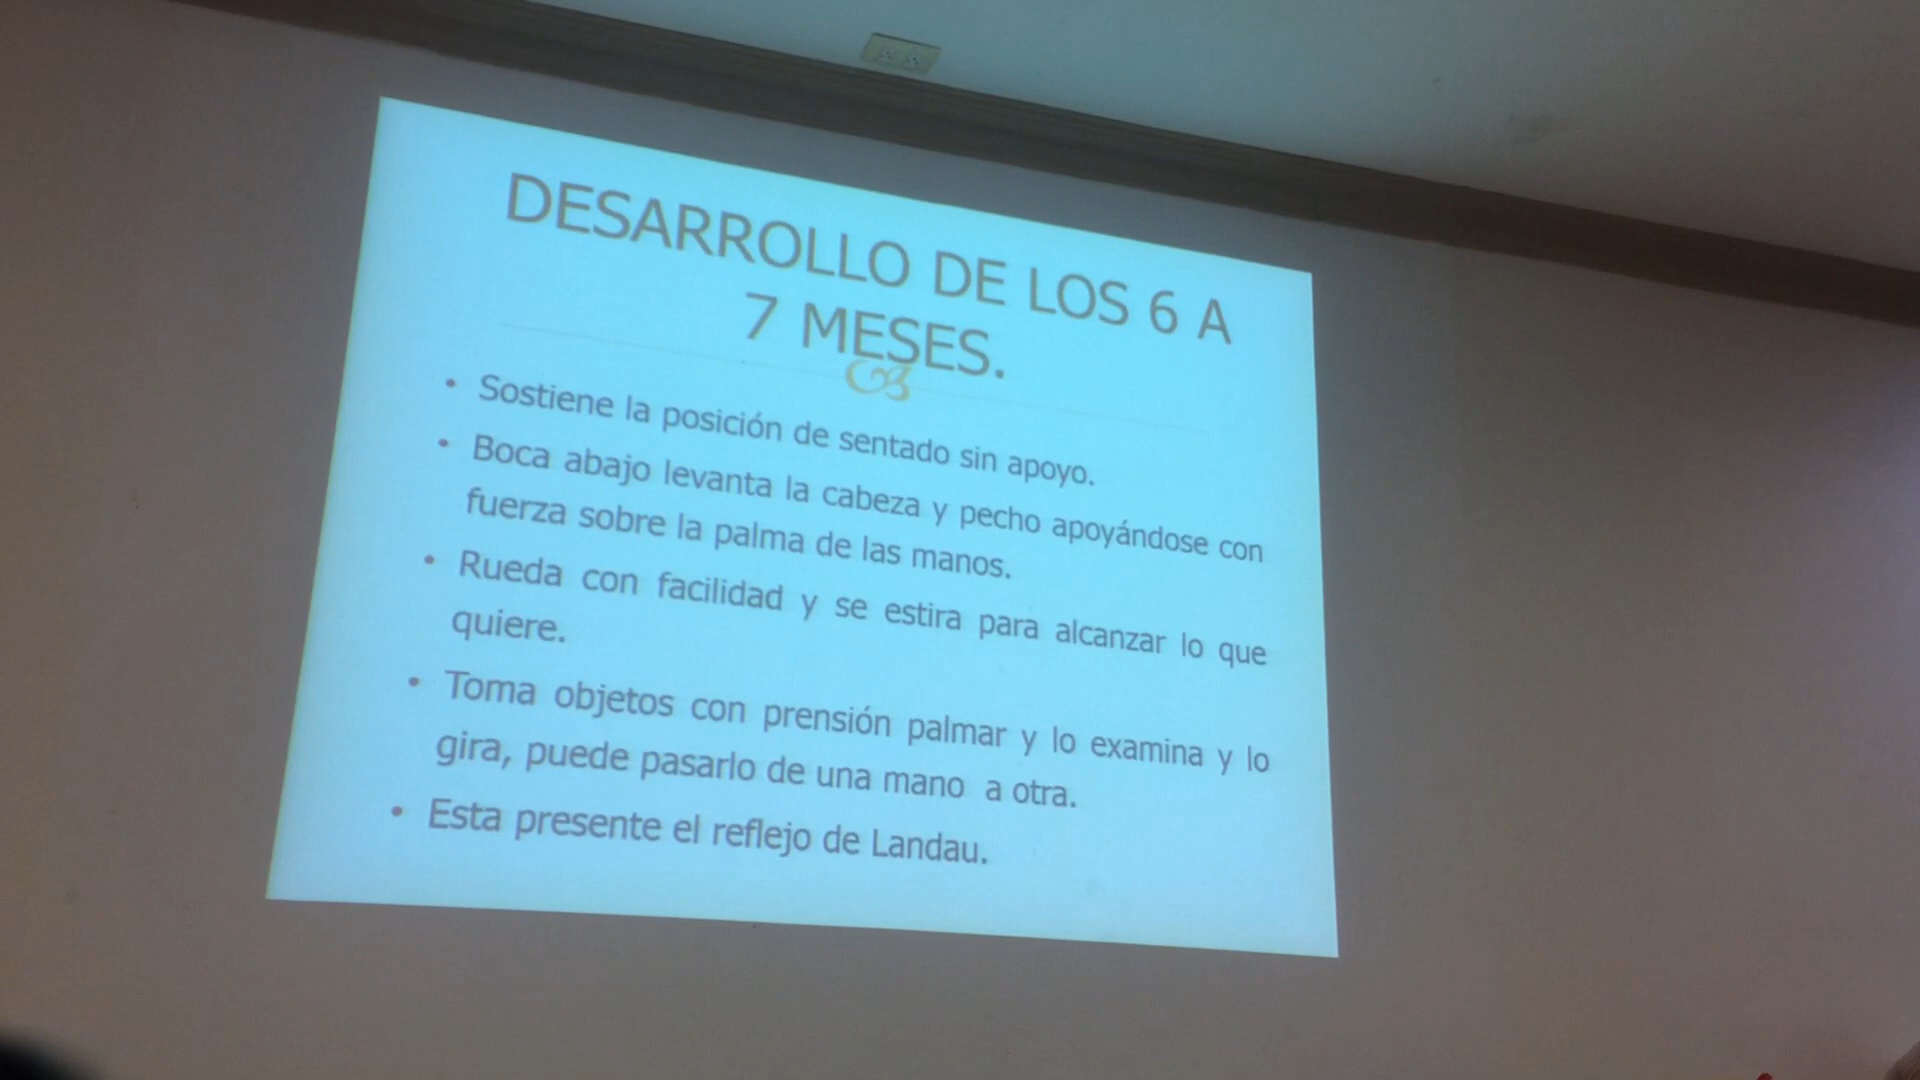 DESARROLLO DE LOS 6 A
7 MESES.
• Sostiene la posición de sentado sin apoyo.
• Boca abajo levanta la cabeza y pecho apoyándose con
fuerza sobre la palma de las manos.
• Rueda con facilidad y se estira para alcanzar lo que
quiere.
• Toma objetos con prensión palmar y lo examina y lo
gira, puede pasarlo de una mano a otra.
• Esta presente el reflejo de Landau.